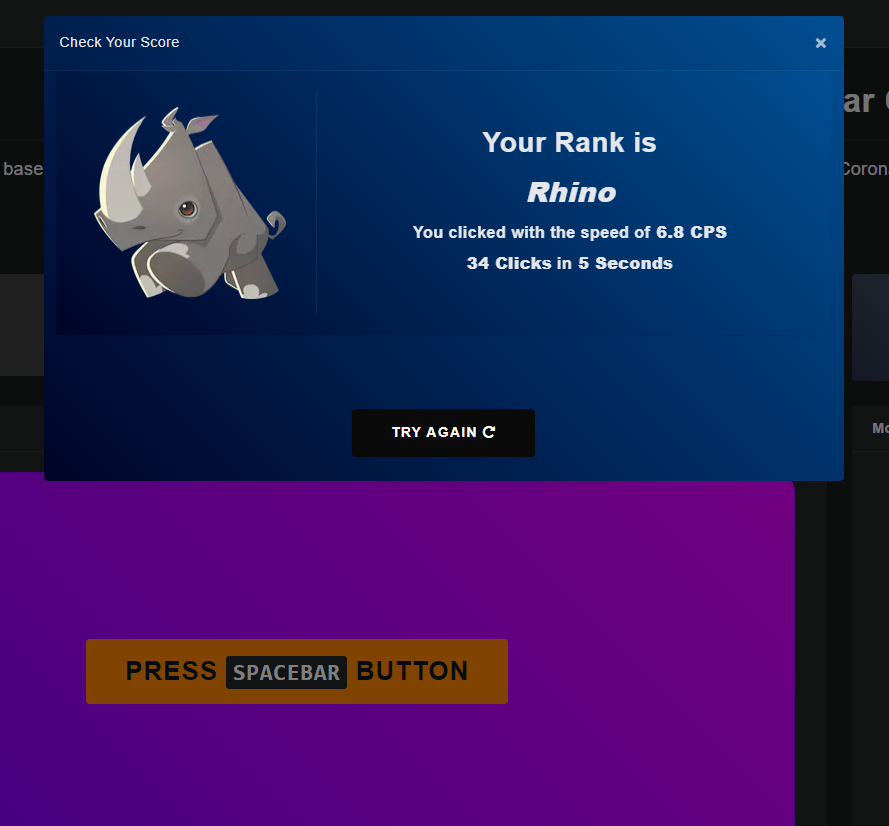 Check Your Score ×
ar
base
Your Rank is
Rhino
Coron
You clicked with the speed of 6.8 CPS
34 Clicks in 5 Seconds
TRY AGAIN
Mo
PRESS SPACEBAR BUTTON